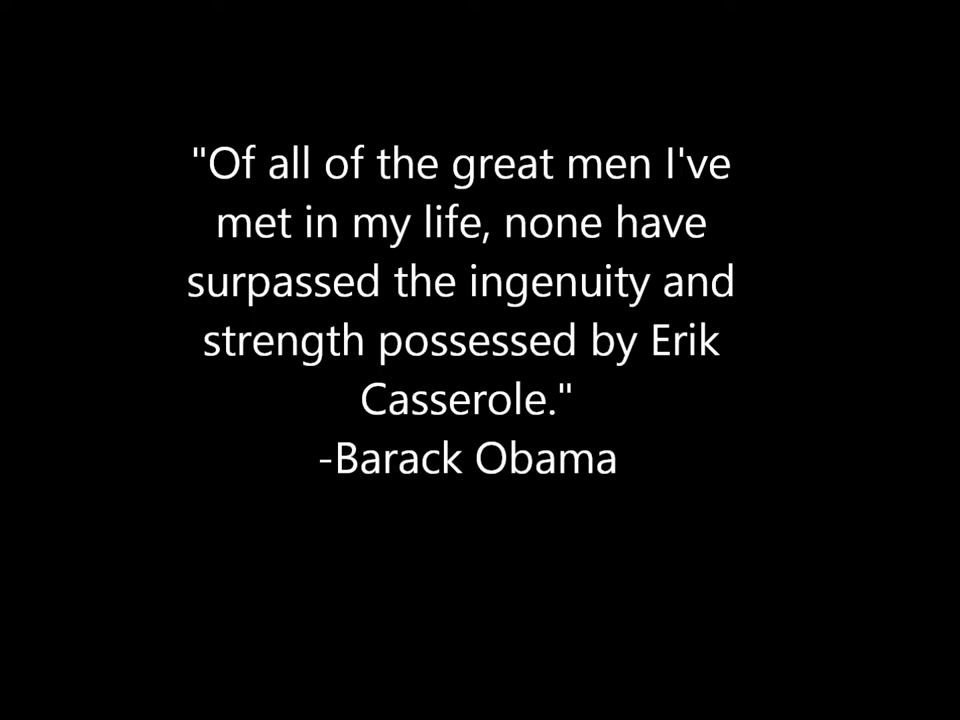 "Of all of the great men I've
met in my life, none have
surpassed the ingenuity and
strength possessed by Erik
Casserole."
-Barack Obama